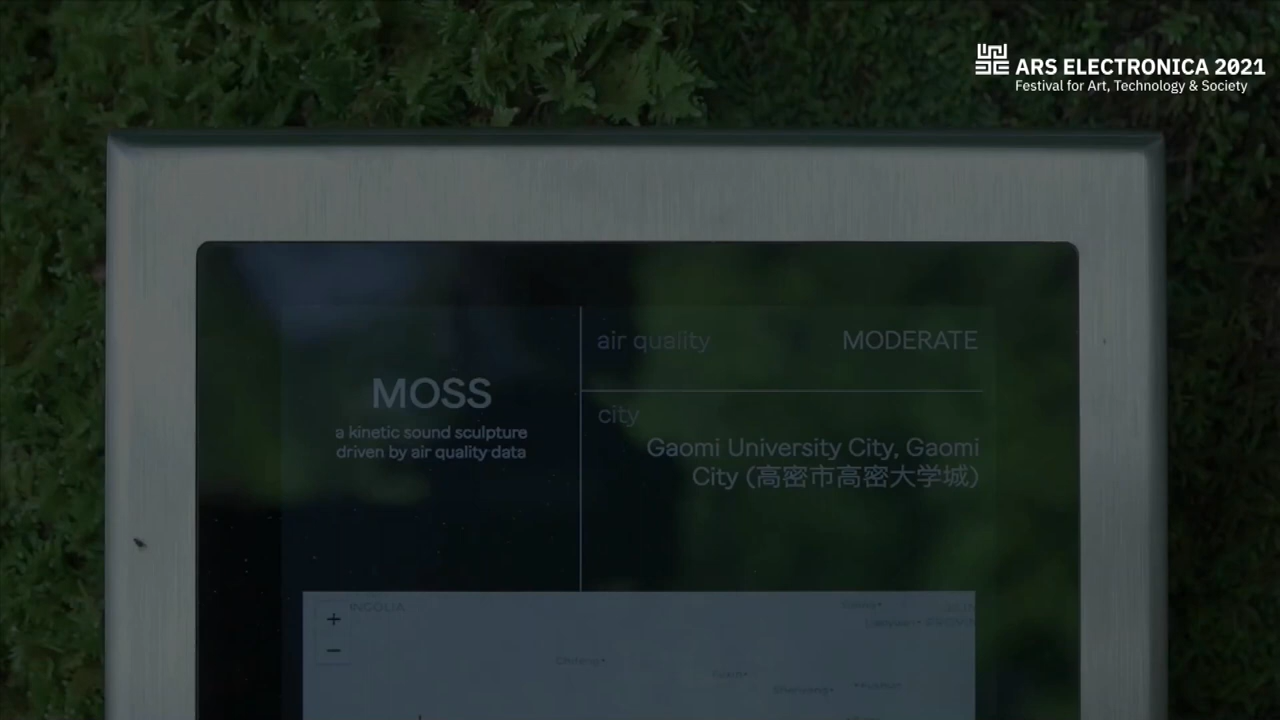 ARS ELECTRONICA 2021
Festival for Art, Technology & Society
MOSS
a kinetic sound sculpture
driven by air quality data
air quality
MODERATE
city
Gaomi University City, Gaomi
City (高密市高密大学城)
+
−